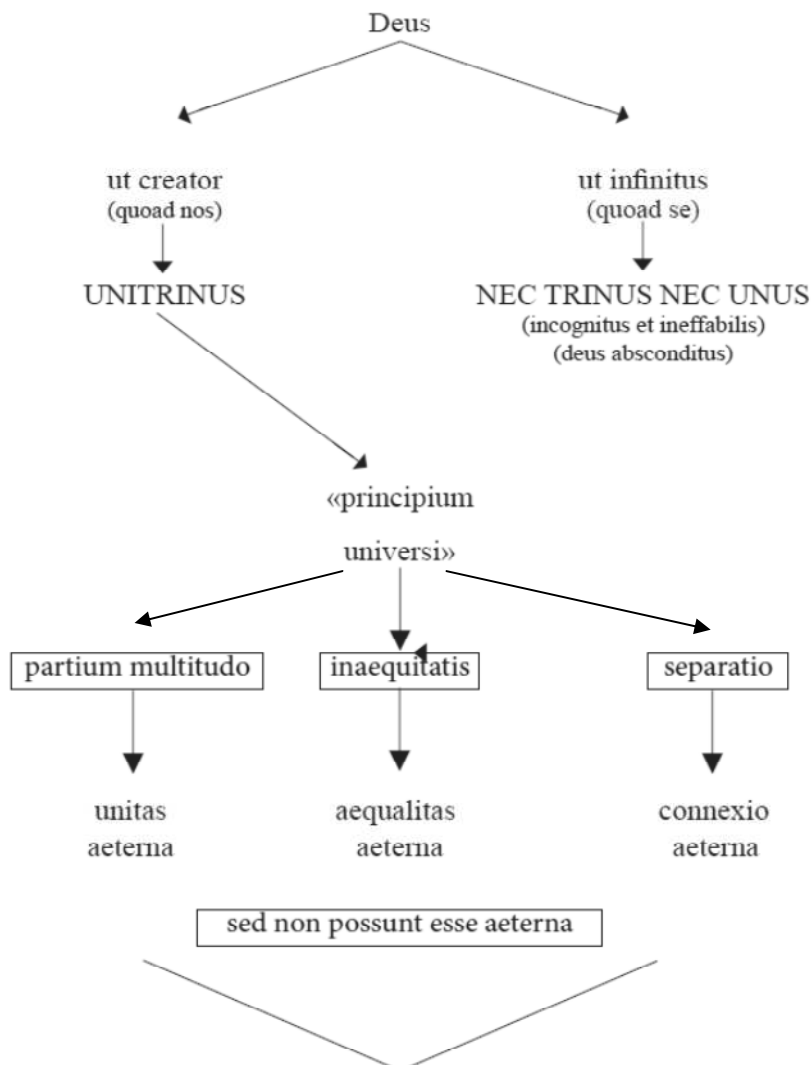 Deus
ut creator
(quoad nos)
ut infinitus
(quoad se)
UNITRINUS
NEC TRINUS NEC UNUS
(incognitus et ineffabilis)
(deus absconditus)
«principium
universi»
partium multitudo
inaequitatis
separatio
unitas
aeterna
aequalitas
aeterna
connexio
aeterna
sed non possunt esse aeterna